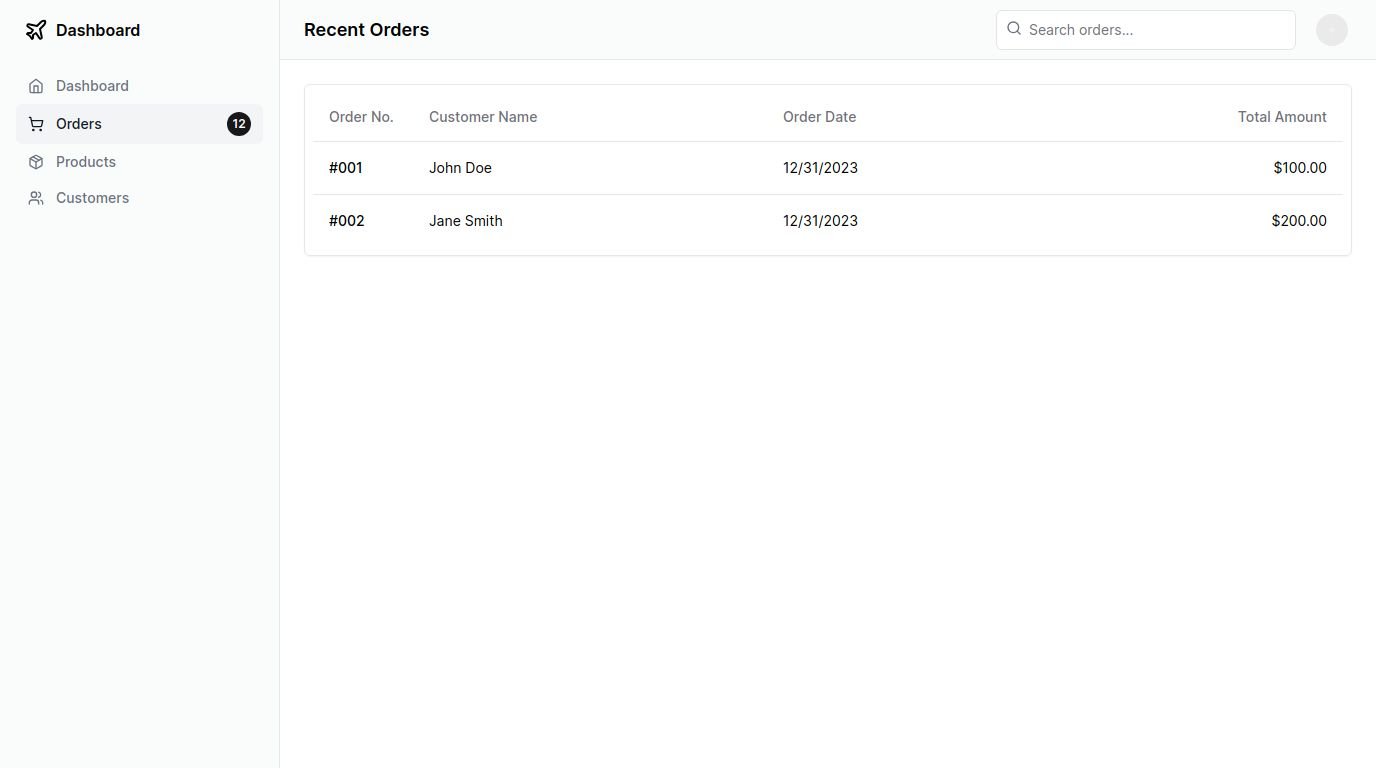 Dashboard
Dashboard
Orders 12
Products
Customers
Recent Orders
Search orders...
Order No. Customer Name Order Date Total Amount
#001 John Doe 12/31/2023 $100.00
#002 Jane Smith 12/31/2023 $200.00